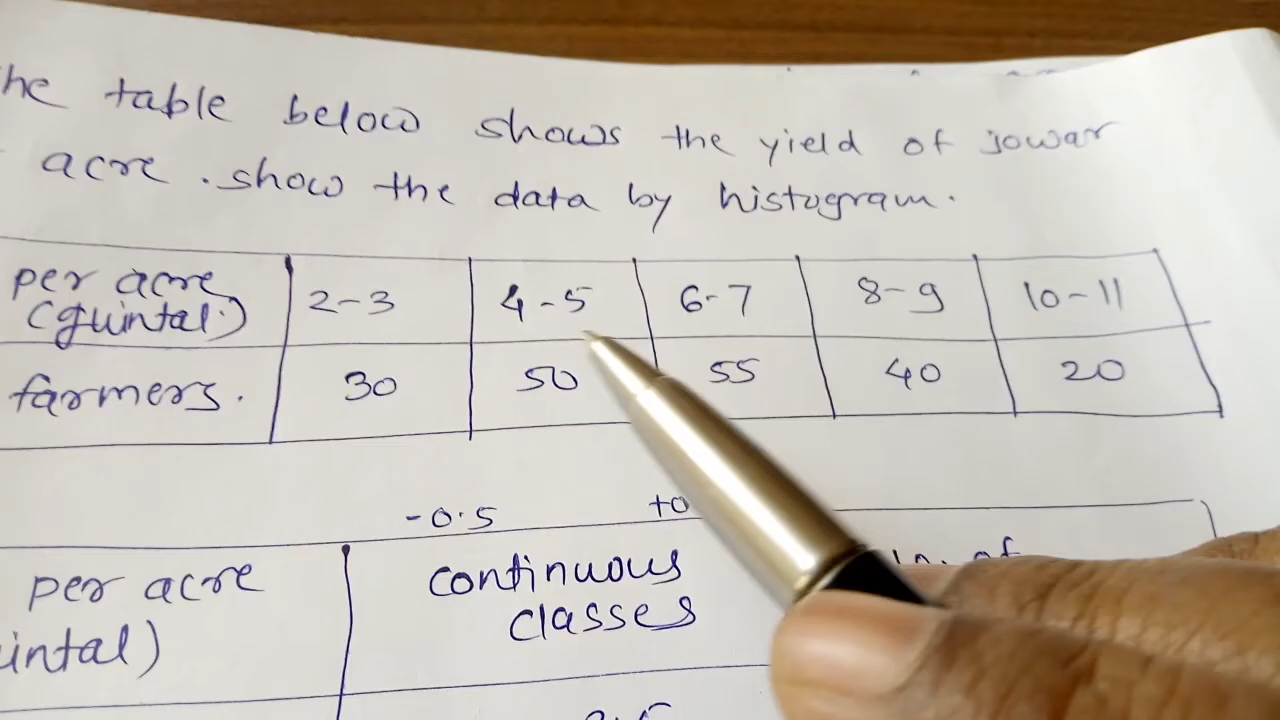 he table below shows the yield of jowar
acre. show the data by histogram.
per acre (quintal.) 2-3 4-5 6-7 8-9 10-11
farmers. 30 50 55 40 20
-0.5
per acre continuous
uintal) classes